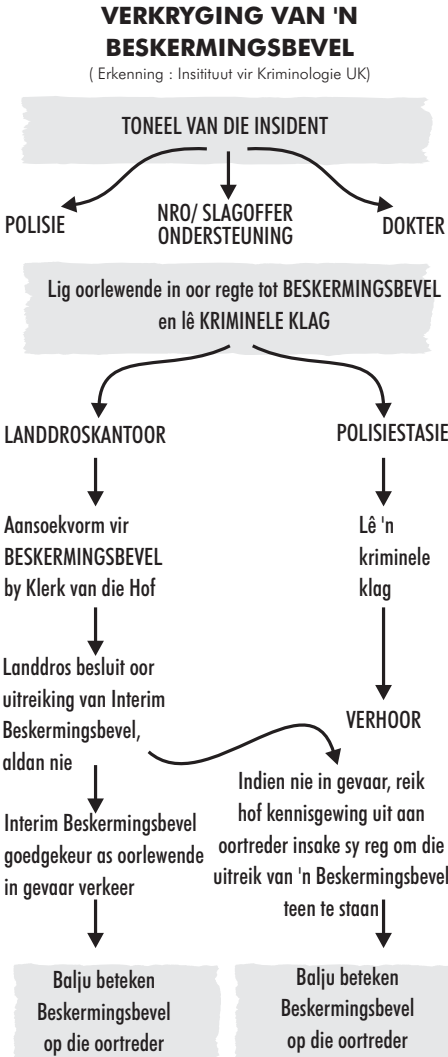 VERKRYGING VAN 'N
BESKERMINGSBEVEL
( Erkenning : Insitituut vir Kriminologie UK)
TONEEL VAN DIE INSIDENT
POLISIE
NRO/ SLAGOFFER
ONDERSTEUNING
DOKTER
Lig oorlewende in oor regte tot BESKERMINGSBEVEL
en lê KRIMINELE KLAG
LANDDROSKANTOOR
POLISIESTASIE
Aansoekvorm vir
BESKERMINGSBEVEL
by Klerk van die Hof
Lê 'n
kriminele
klag
Landdros besluit oor
uitreiking van Interim
Beskermingsbevel,
aldan nie
VERHOOR
Interim Beskermingsbevel
goedgekeur as oorlewende
in gevaar verkeer
Indien nie in gevaar, reik
hof kennisgewing uit aan
oortreder insake sy reg om die
uitreik van 'n Beskermingsbevel
teen te staan
Balju beteken
Beskermingsbevel
op die oortreder
Balju beteken
Beskermingsbevel
op die oortreder